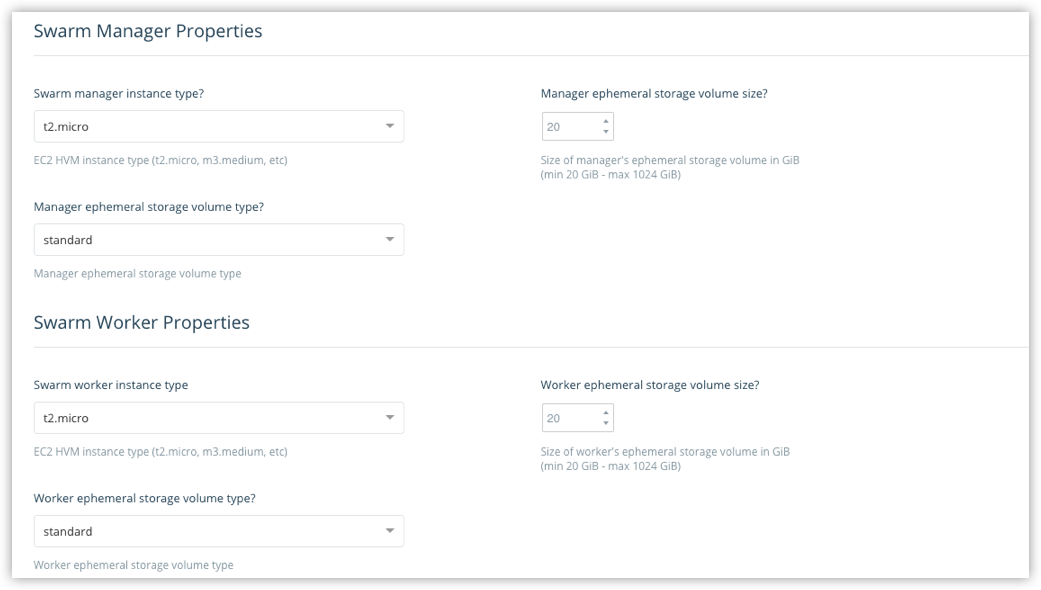 Swarm Manager Properties
Swarm manager instance type?
t2.micro
EC2 HVM instance type (t2.micro, m3.medium, etc)
Manager ephemeral storage volume size?
20
Size of manager's ephemeral storage volume in GiB
(min 20 GiB - max 1024 GiB)
Manager ephemeral storage volume type?
standard
Manager ephemeral storage volume type
Swarm Worker Properties
Swarm worker instance type
t2.micro
EC2 HVM instance type (t2.micro, m3.medium, etc)
Worker ephemeral storage volume size?
20
Size of worker's ephemeral storage volume in GiB
(min 20 GiB - max 1024 GiB)
Worker ephemeral storage volume type?
standard
Worker ephemeral storage volume type